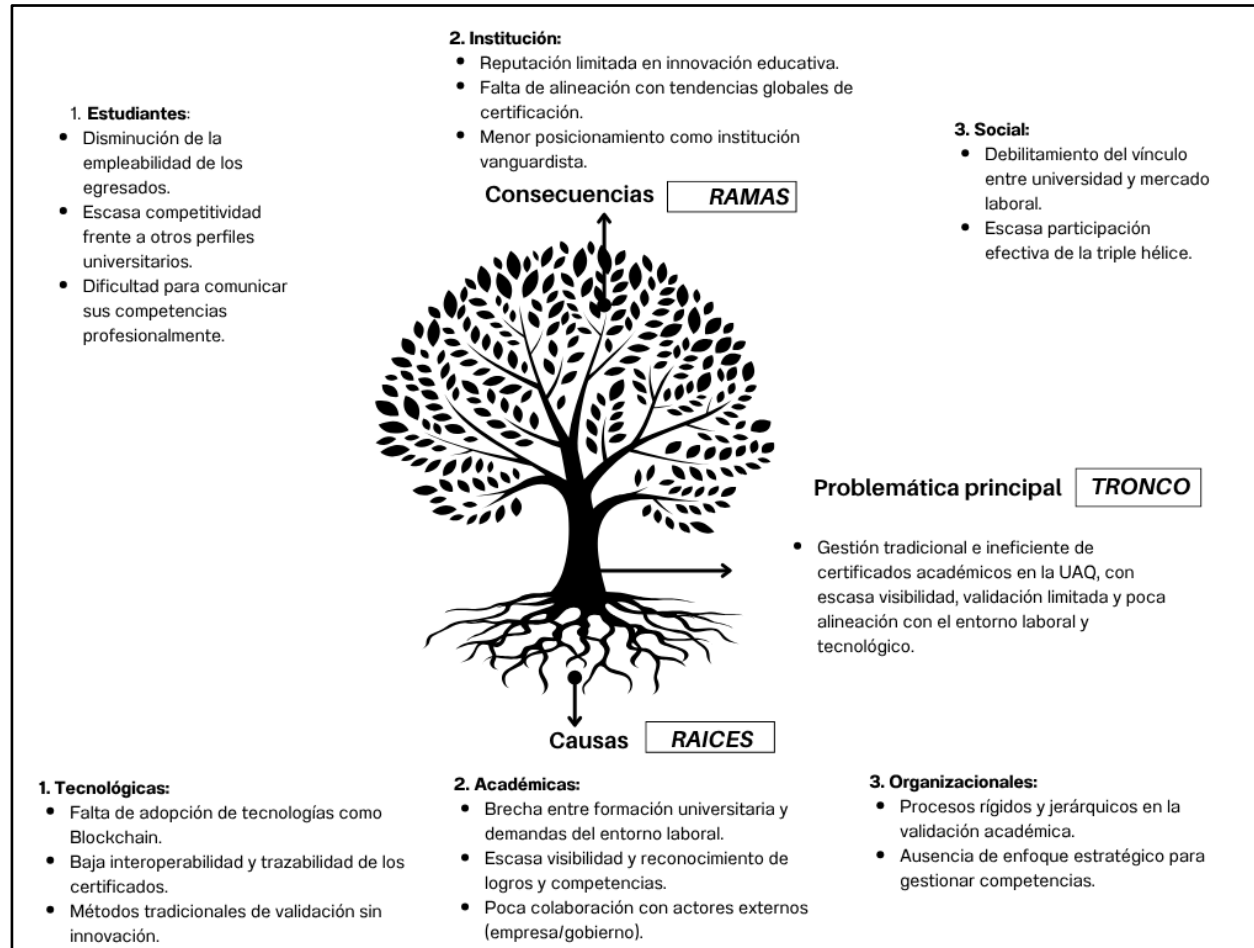 2. Institución:
• Reputación limitada en innovación educativa.
• Falta de alineación con tendencias globales de
certificación.
• Menor posicionamiento como institución
vanguardista.
1. Estudiantes:
• Disminución de la
empleabilidad de los
egresados.
• Escasa competitividad
frente a otros perfiles
universitarios.
• Dificultad para comunicar
sus competencias
profesionalmente.
3. Social:
• Debilitamiento del vínculo
entre universidad y mercado
laboral.
• Escasa participación
efectiva de la triple hélice.
Consecuencias RAMAS
Problemática principal TRONCO
• Gestión tradicional e ineficiente de
certificados académicos en la UAQ, con
escasa visibilidad, validación limitada y poca
alineación con el entorno laboral y
tecnológico.
Causas RAICES
1. Tecnológicas:
• Falta de adopción de tecnologías como
Blockchain.
• Baja interoperabilidad y trazabilidad de los
certificados.
• Métodos tradicionales de validación sin
innovación.
2. Académicas:
• Brecha entre formación universitaria y
demandas del entorno laboral.
• Escasa visibilidad y reconocimiento de
logros y competencias.
• Poca colaboración con actores externos
(empresa/gobierno).
3. Organizacionales:
• Procesos rígidos y jerárquicos en la
validación académica.
• Ausencia de enfoque estratégico para
gestionar competencias.